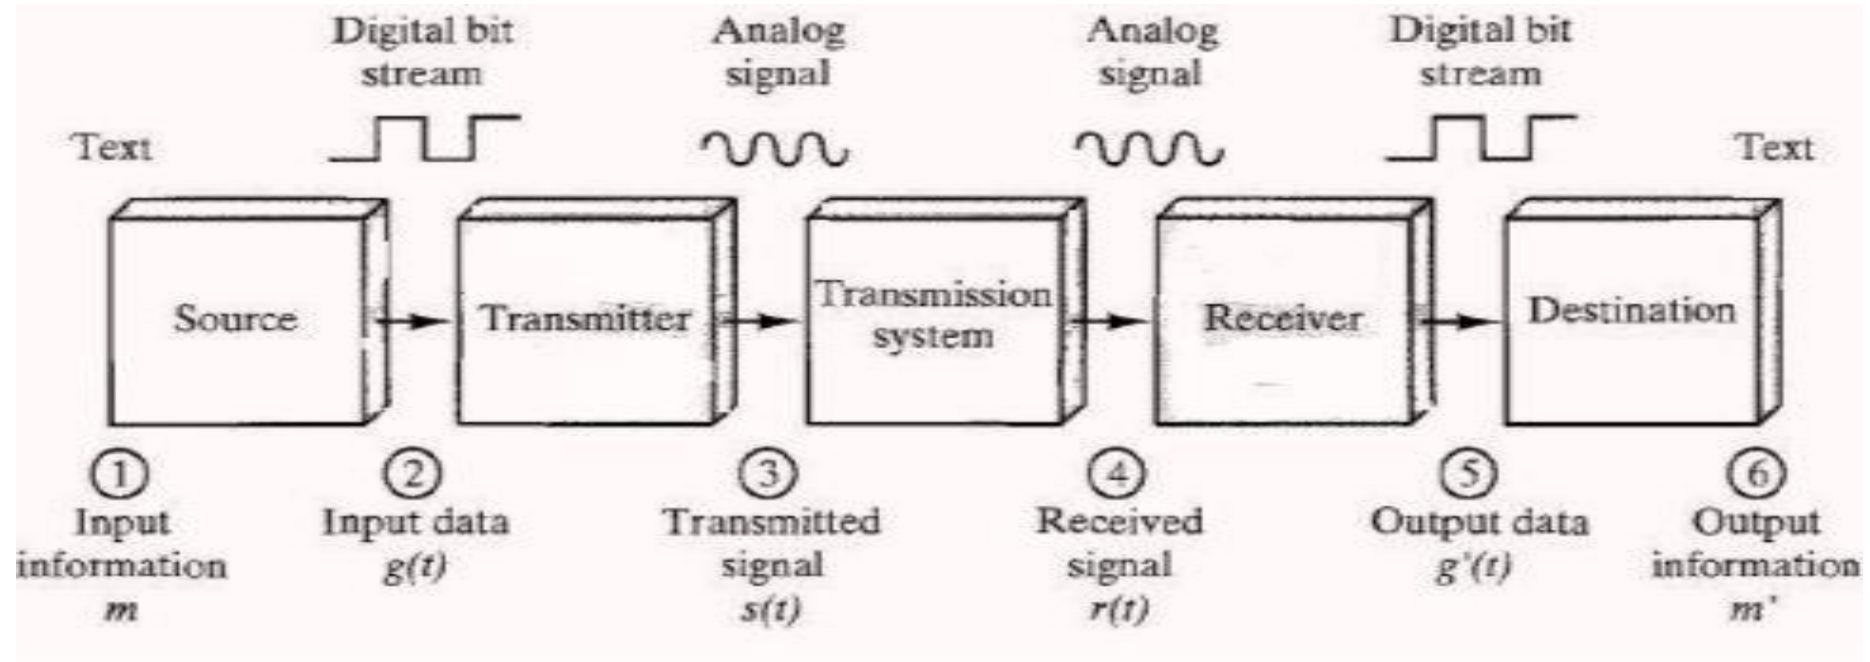 Digital bit
stream
Analog
signal
Analog
signal
Digital bit
stream
Text
Text
Source
Transmitter
Transmission
system
Receiver
Destination
1
2
3
4
5
6
Input
information
m
Input data
g(t)
Transmitted
signal
s(t)
Received
signal
r(t)
Output data
g'(t)
Output
information
m'